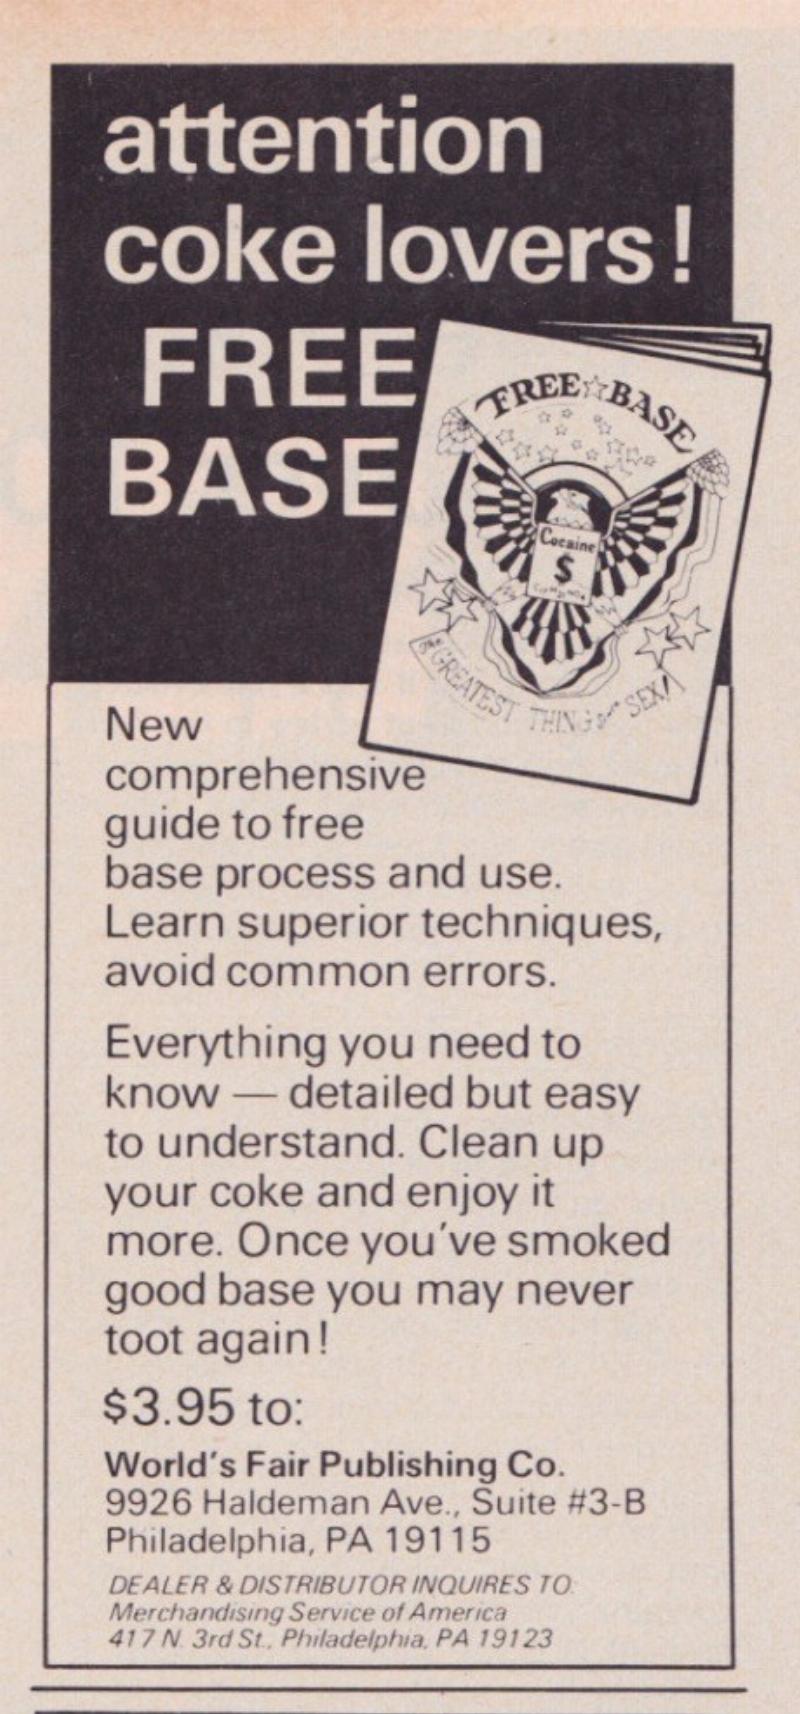 attention
coke lovers!
FREE
BASE
FREE☆BASE
Cocaine
$
The GREATEST THING SEX!
New
comprehensive
guide to free
base process and use.
Learn superior techniques,
avoid common errors.
Everything you need to
know — detailed but easy
to understand. Clean up
your coke and enjoy it
more. Once you've smoked
good base you may never
toot again!
$3.95 to:
World's Fair Publishing Co.
9926 Haldeman Ave., Suite #3-B
Philadelphia, PA 19115
DEALER & DISTRIBUTOR INQUIRES TO:
Merchandising Service of America
417 N. 3rd St., Philadelphia, PA 19123